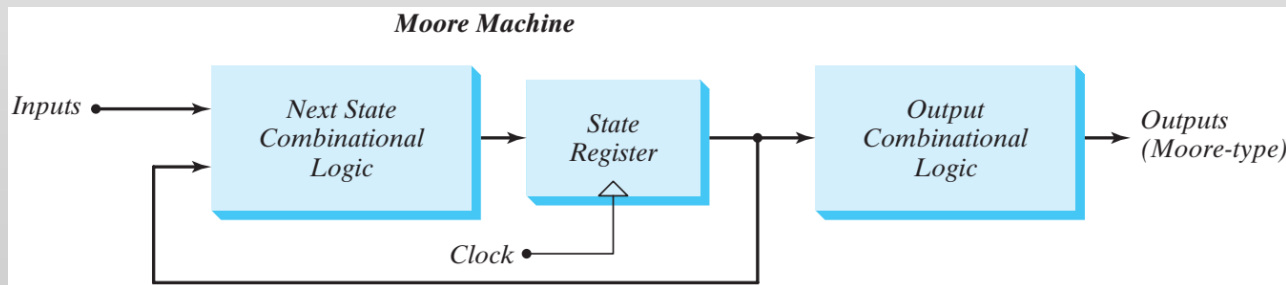 Moore Machine
Inputs
Next State
Combinational
Logic
State
Register
Output
Combinational
Logic
Outputs
(Moore-type)
Clock